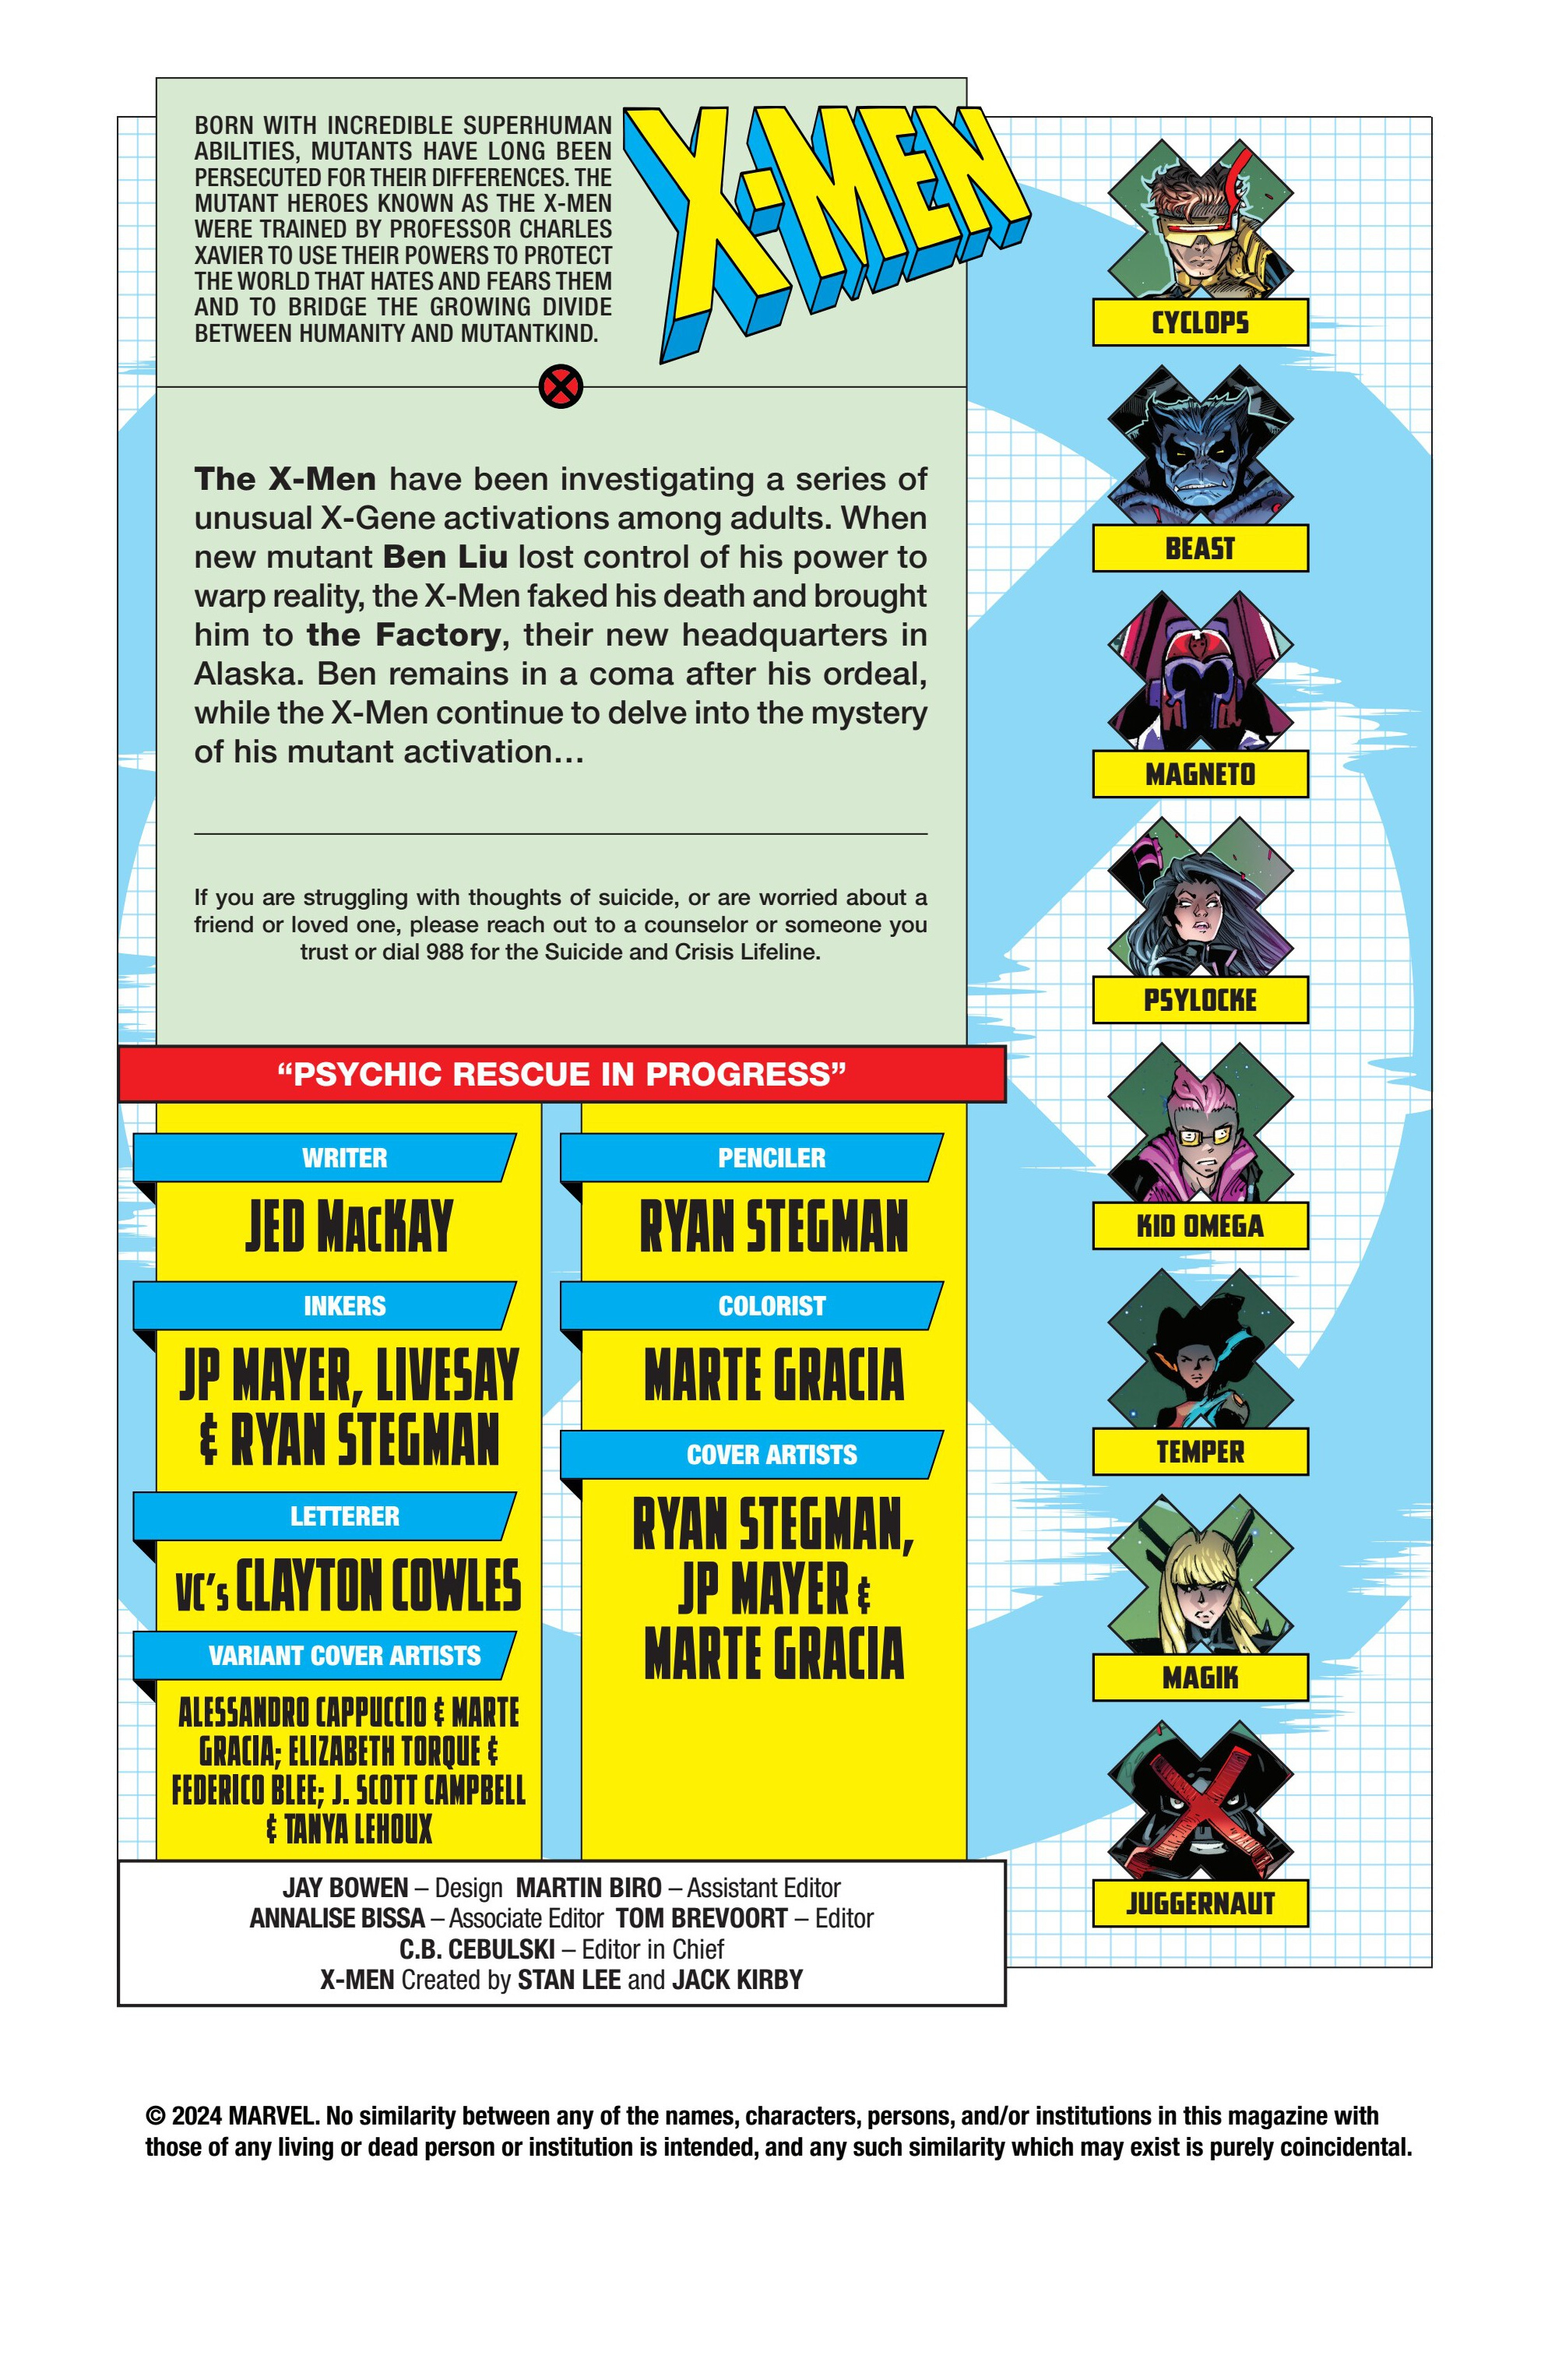 BORN WITH INCREDIBLE SUPERHUMAN
ABILITIES, MUTANTS HAVE LONG BEEN
PERSECUTED FOR THEIR DIFFERENCES. THE
MUTANT HEROES KNOWN AS THE X-MEN
WERE TRAINED BY PROFESSOR CHARLES
XAVIER TO USE THEIR POWERS TO PROTECT
THE WORLD THAT HATES AND FEARS THEM
AND TO BRIDGE THE GROWING DIVIDE
BETWEEN HUMANITY AND MUTANTKIND.
X-MEN
The X-Men have been investigating a series of
unusual X-Gene activations among adults. When
new mutant Ben Liu lost control of his power to
warp reality, the X-Men faked his death and brought
him to the Factory, their new headquarters in
Alaska. Ben remains in a coma after his ordeal,
while the X-Men continue to delve into the mystery
of his mutant activation…
If you are struggling with thoughts of suicide, or are worried about a
friend or loved one, please reach out to a counselor or someone you
trust or dial 988 for the Suicide and Crisis Lifeline.
“PSYCHIC RESCUE IN PROGRESS”
WRITER
JED MacKAY
PENCILER
RYAN STEGMAN
INKERS
JP MAYER, LIVESAY
& RYAN STEGMAN
COLORIST
MARTE GRACIA
LETTERER
VC’s CLAYTON COWLES
COVER ARTISTS
RYAN STEGMAN,
JP MAYER &
MARTE GRACIA
VARIANT COVER ARTISTS
ALESSANDRO CAPPUCCIO & MARTE
GRACIA; ELIZABETH TORQUE &
FEDERICO BLEE; J. SCOTT CAMPBELL
& TANYA LEHOUX
JAY BOWEN – Design MARTIN BIRO – Assistant Editor
ANNALISE BISSA – Associate Editor TOM BREVOORT – Editor
C.B. CEBULSKI – Editor in Chief
X-MEN Created by STAN LEE and JACK KIRBY
CYCLOPS
BEAST
MAGNETO
PSYLOCKE
KID OMEGA
TEMPER
MAGIK
JUGGERNAUT
© 2024 MARVEL. No similarity between any of the names, characters, persons, and/or institutions in this magazine with
those of any living or dead person or institution is intended, and any such similarity which may exist is purely coincidental.